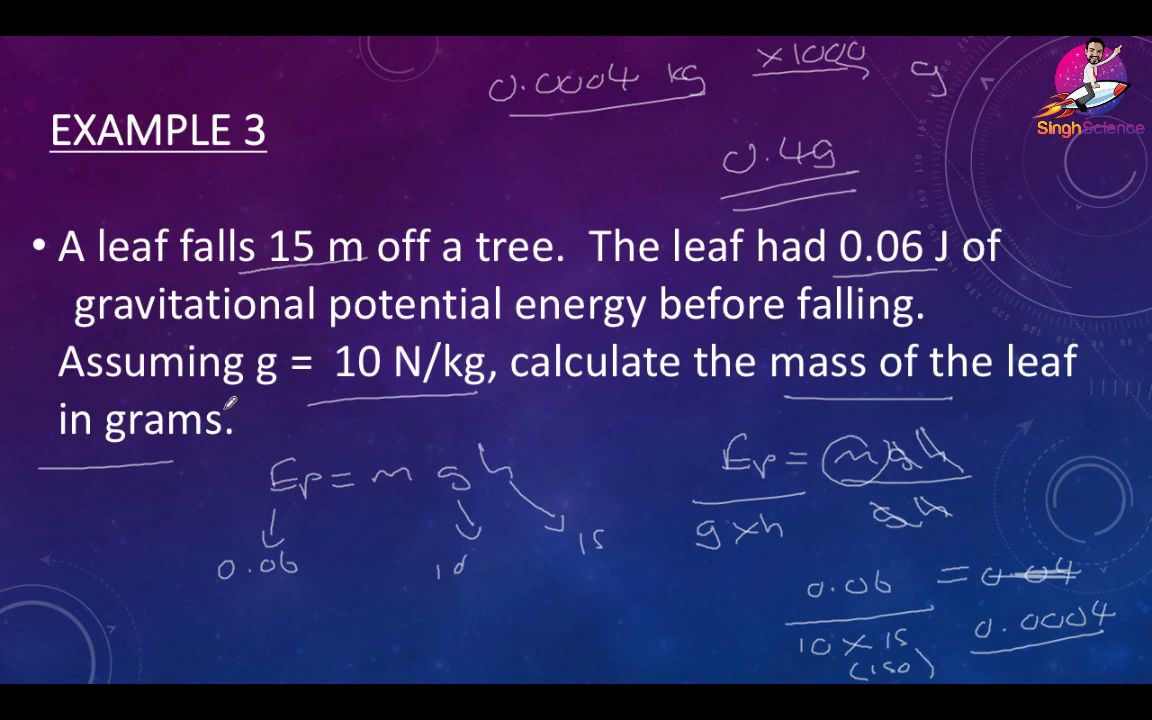 0.0004 kg ×1000 g
SinghScience
EXAMPLE 3
0.4g
• A leaf falls 15 m off a tree. The leaf had 0.06 J of
gravitational potential energy before falling.
Assuming g = 10 N/kg, calculate the mass of the leaf
in grams.
Ep = m g h
Ep = mgh
g×h gh
0.06 10 15
0.06 = 0.04
10 × 15 0.0004
(150)